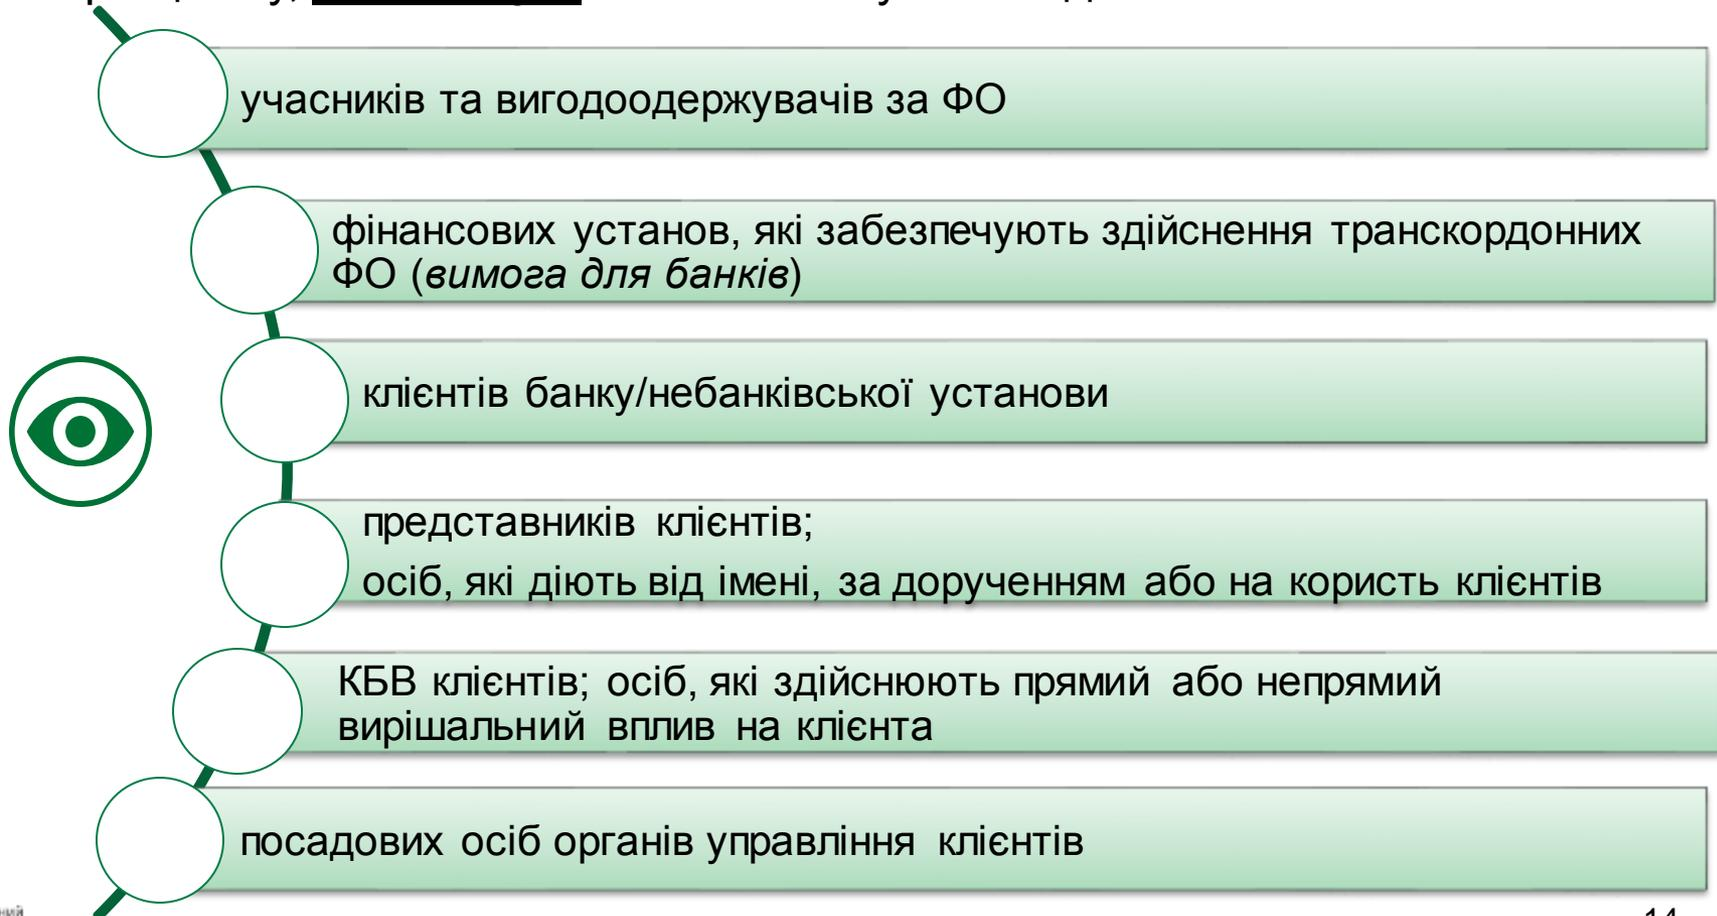 учасників та вигодоодержувачів за ФО
фінансових установ, які забезпечують здійснення транскордонних
ФО (вимога для банків)
клієнтів банку/небанківської установи
представників клієнтів;
осіб, які діють від імені, за дорученням або на користь клієнтів
КБВ клієнтів; осіб, які здійснюють прямий або непрямий
вирішальний вплив на клієнта
посадових осіб органів управління клієнтів
14